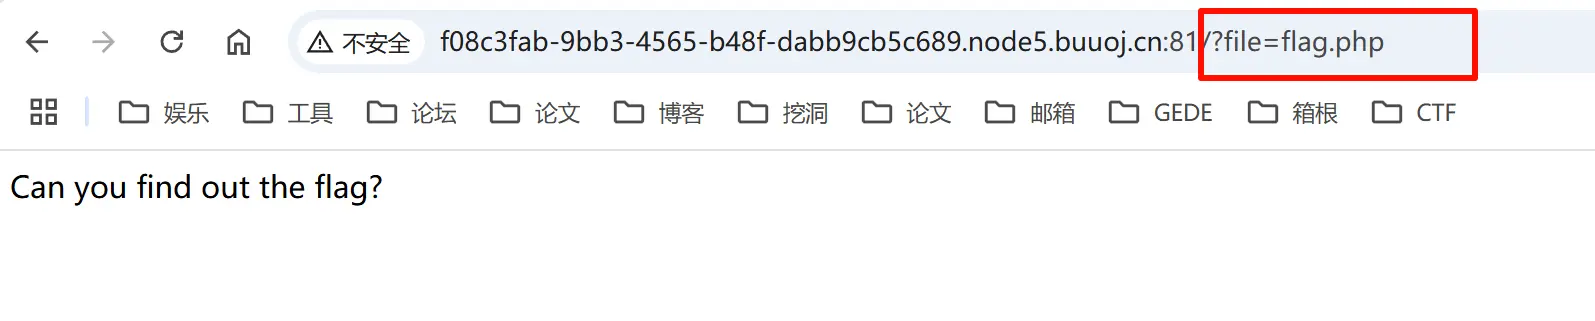 不安全 f08c3fab-9bb3-4565-b48f-dabb9cb5c689.node5.buuoj.cn:81/?file=flag.php
娱乐 工具 论坛 论文 博客 挖洞 论文 邮箱 GEDE 箱根 CTF
Can you find out the flag?